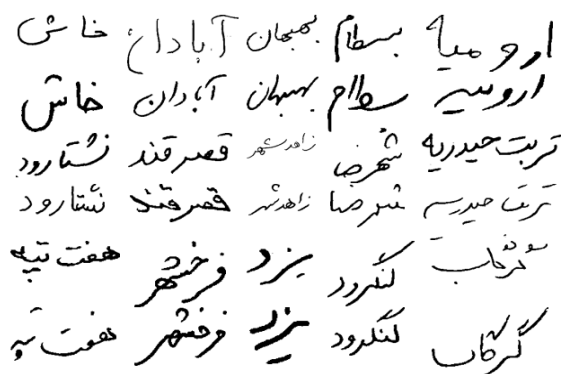 ارومیه بسطام بهبهان آبادان خاش
ارومیه بسطام بهبهان آبادان خاش
تربت حیدریه شهرضا زاهدشهر قصرقند نشتارود
تربت حیدریه شهرضا زاهدشهر قصرقند نشتارود
لنگرود یزد فرخشهر هفت تپه
لنگرود یزد فرخشهر هفت تپه